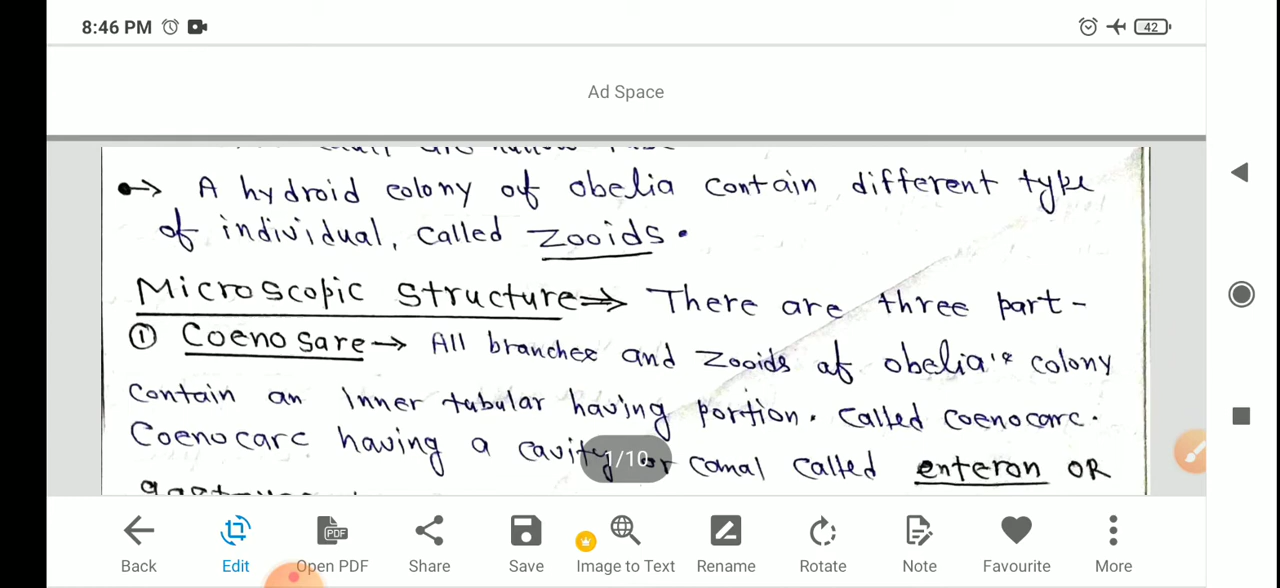 8:46 PM
42
Ad Space
A hydroid colony of obelia contain different type
of individual, called Zooids.
Microscopic structure⇒ There are three part-
① Coenosare→ All branches and Zooids of obelia's colony
contain an inner tubular having portion. called coenocarc.
Coenocarc having a cavity or canal called enteron OR
1/10
Back
Edit
Open PDF
Share
Save
Image to Text
Rename
Rotate
Note
Favourite
More